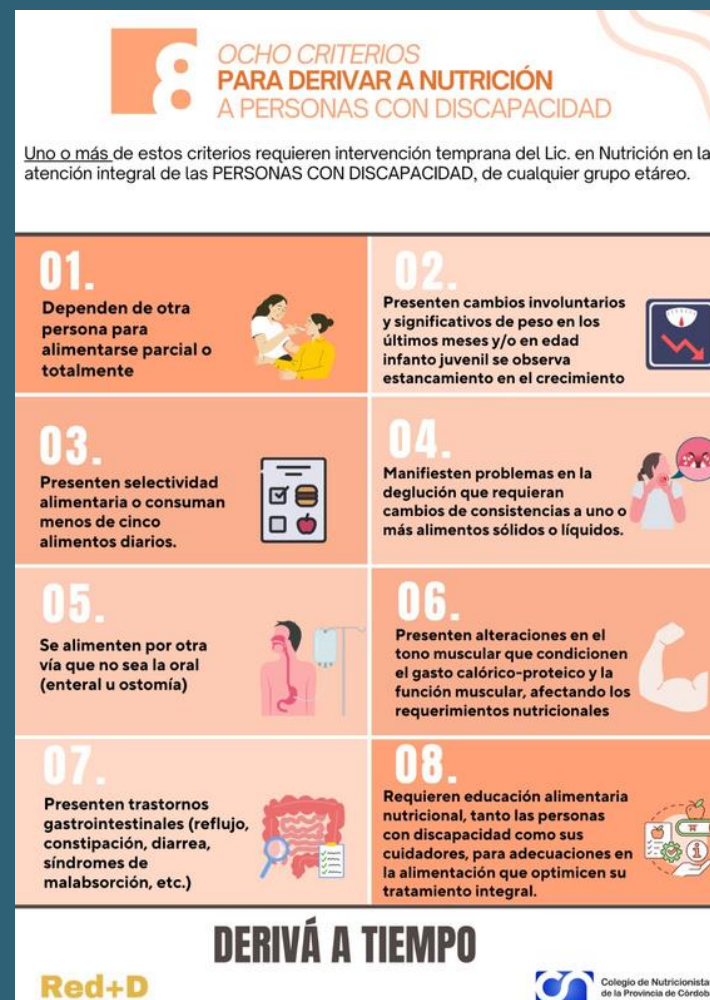 8
OCHO CRITERIOS
PARA DERIVAR A NUTRICIÓN
A PERSONAS CON DISCAPACIDAD
Uno o más de estos criterios requieren intervención temprana del Lic. en Nutrición en la
atención integral de las PERSONAS CON DISCAPACIDAD, de cualquier grupo etáreo.
01.
Dependen de otra
persona para
alimentarse parcial o
totalmente
02.
Presenten cambios involuntarios
y significativos de peso en los
últimos meses y/o en edad
infanto juvenil se observa
estancamiento en el crecimiento
03.
Presenten selectividad
alimentaria o consuman
menos de cinco
alimentos diarios.
04.
Manifiesten problemas en la
deglución que requieran
cambios de consistencias a uno o
más alimentos sólidos o líquidos.
05.
Se alimenten por otra
vía que no sea la oral
(enteral u ostomía)
06.
Presenten alteraciones en el
tono muscular que condicionen
el gasto calórico-proteico y la
función muscular, afectando los
requerimientos nutricionales
07.
Presenten trastornos
gastrointestinales (reflujo,
constipación, diarrea,
síndromes de
malabsorción, etc.)
08.
Requieren educación alimentaria
nutricional, tanto las personas
con discapacidad como sus
cuidadores, para adecuaciones en
la alimentación que optimicen su
tratamiento integral.
DERIVÁ A TIEMPO
Red+D
Colegio de Nutricionista
de la Provincia de Córdob